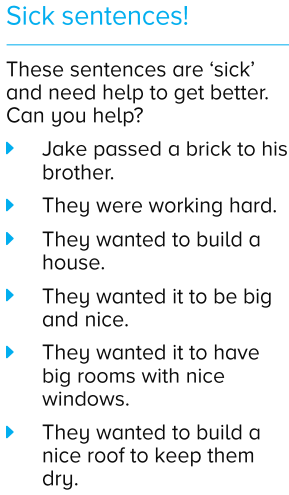 Sick sentences!
These sentences are ‘sick’
and need help to get better.
Can you help?
Jake passed a brick to his
brother.
They were working hard.
They wanted to build a
house.
They wanted it to be big
and nice.
They wanted it to have
big rooms with nice
windows.
They wanted to build a
nice roof to keep them
dry.